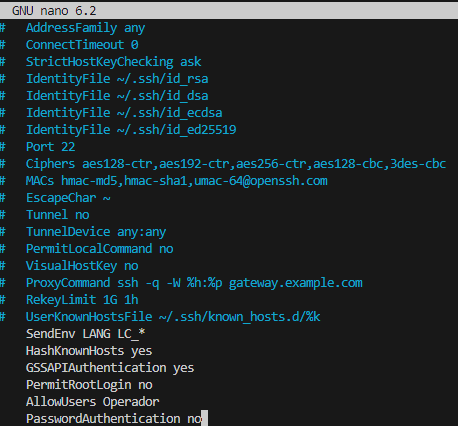 GNU nano 6.2
#   AddressFamily any
#   ConnectTimeout 0
#   StrictHostKeyChecking ask
#   IdentityFile ~/.ssh/id_rsa
#   IdentityFile ~/.ssh/id_dsa
#   IdentityFile ~/.ssh/id_ecdsa
#   IdentityFile ~/.ssh/id_ed25519
#   Port 22
#   Ciphers aes128-ctr,aes192-ctr,aes256-ctr,aes128-cbc,3des-cbc
#   MACs hmac-md5,hmac-sha1,umac-64@openssh.com
#   EscapeChar ~
#   Tunnel no
#   TunnelDevice any:any
#   PermitLocalCommand no
#   VisualHostKey no
#   ProxyCommand ssh -q -W %h:%p gateway.example.com
#   RekeyLimit 1G 1h
#   UserKnownHostsFile ~/.ssh/known_hosts.d/%k
    SendEnv LANG LC_*
    HashKnownHosts yes
    GSSAPIAuthentication yes
    PermitRootLogin no
    AllowUsers Operador
    PasswordAuthentication no